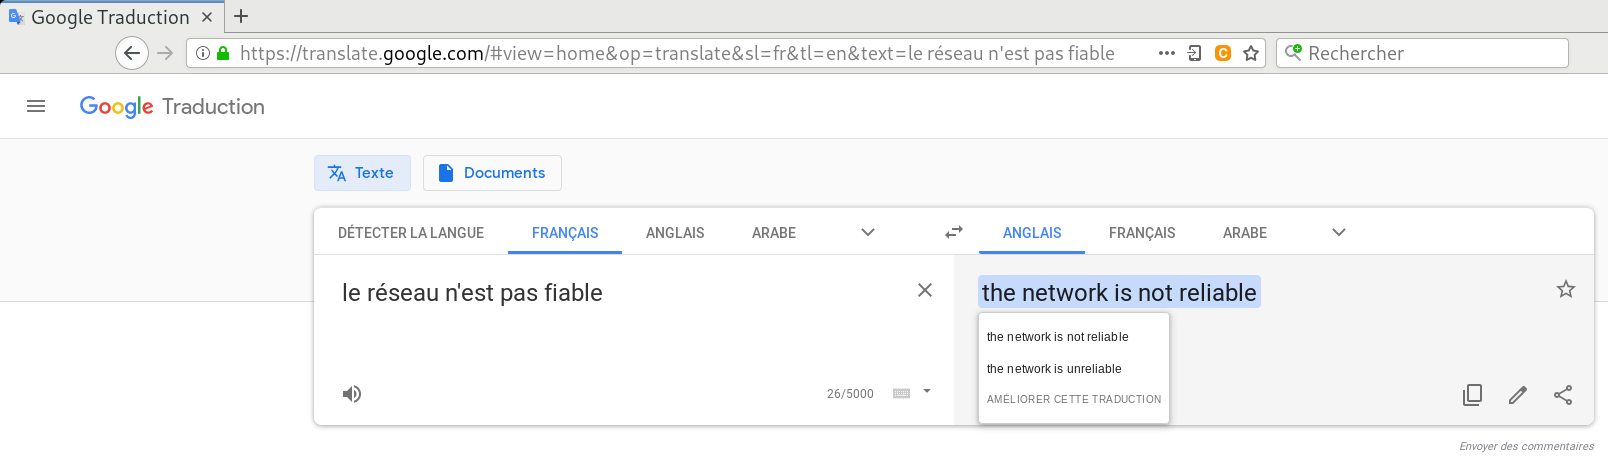 Google Traduction
https://translate.google.com/#view=home&op=translate&sl=fr&tl=en&text=le réseau n'est pas fiable
Rechercher
Google Traduction
Texte
Documents
DÉTECTER LA LANGUE
FRANÇAIS
ANGLAIS
ARABE
ANGLAIS
FRANÇAIS
ARABE
le réseau n'est pas fiable
the network is not reliable
the network is not reliable
the network is unreliable
AMÉLIORER CETTE TRADUCTION
26/5000
Envoyer des commentaires